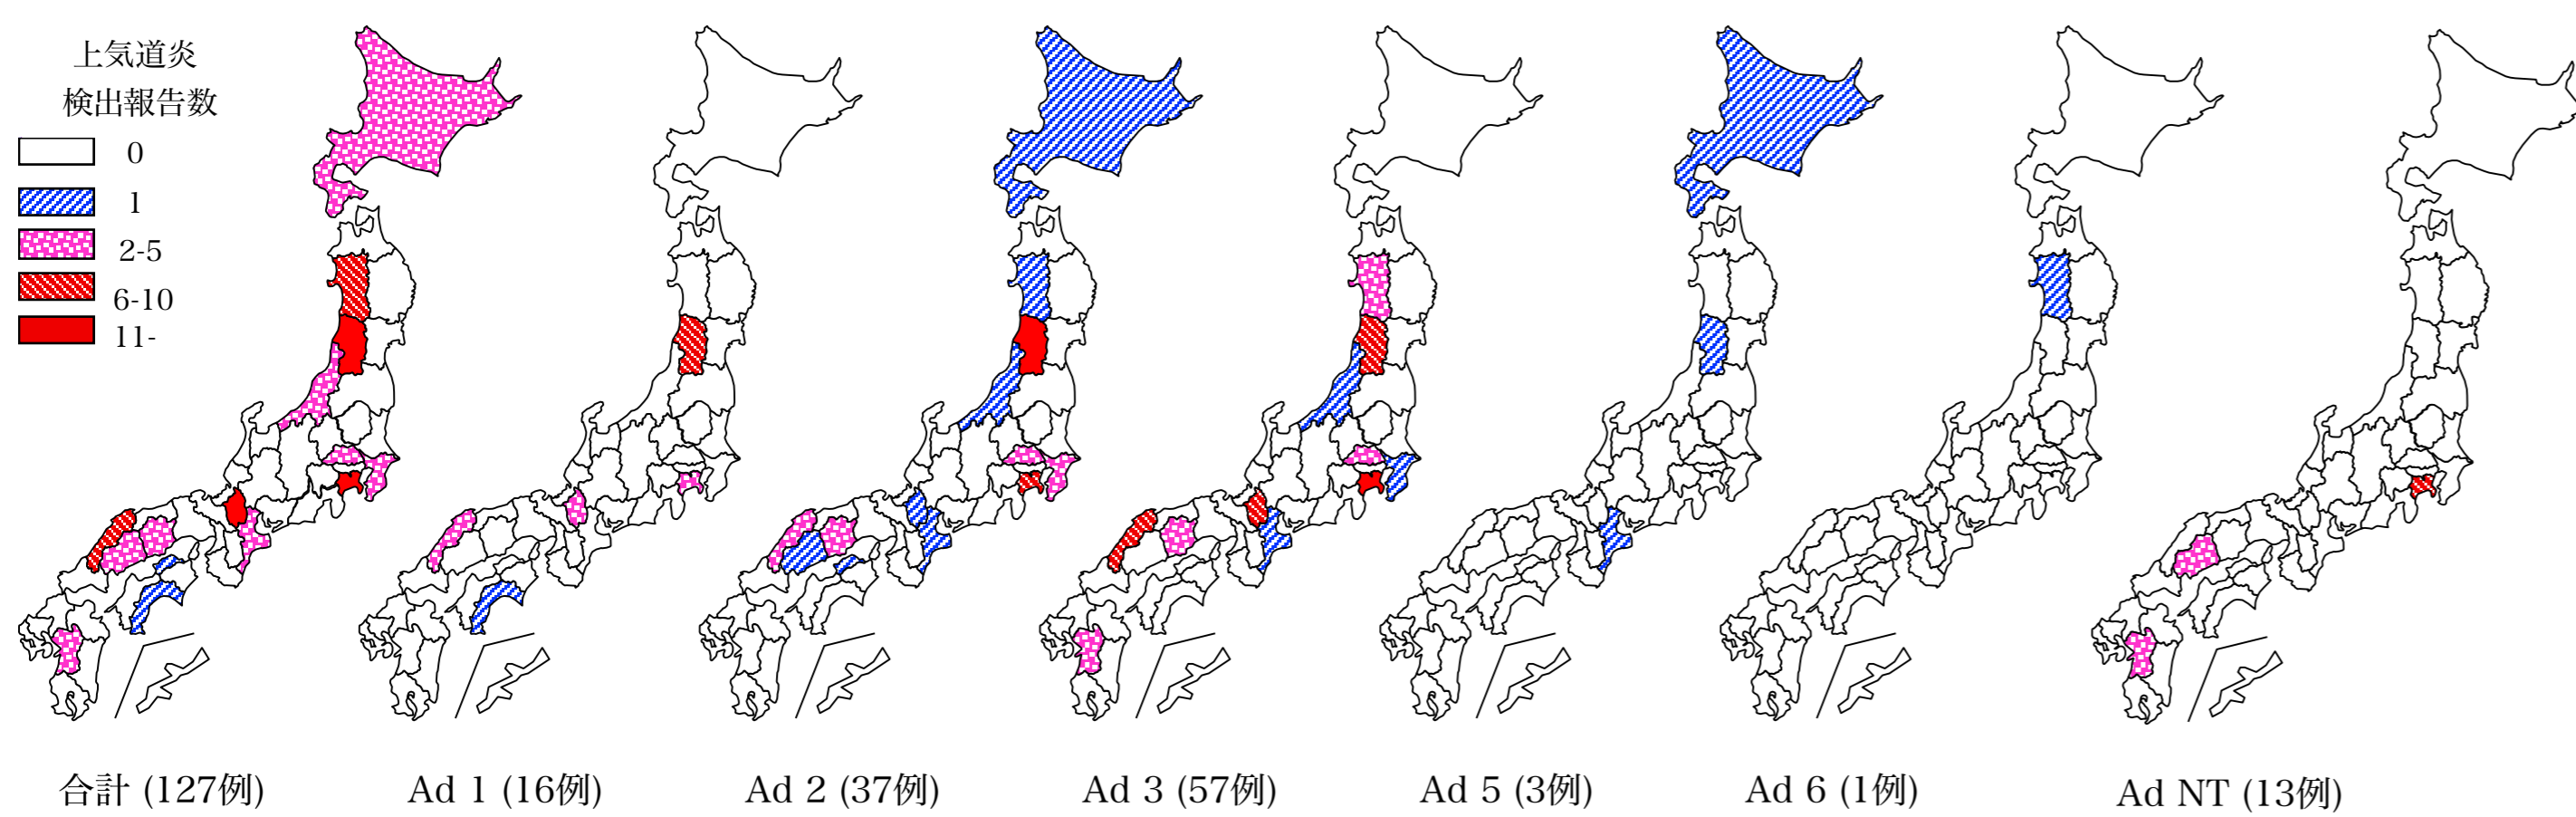 上気道炎
検出報告数
0
1
2-5
6-10
11-
合計 (127例)
Ad 1 (16例)
Ad 2 (37例)
Ad 3 (57例)
Ad 5 (3例)
Ad 6 (1例)
Ad NT (13例)